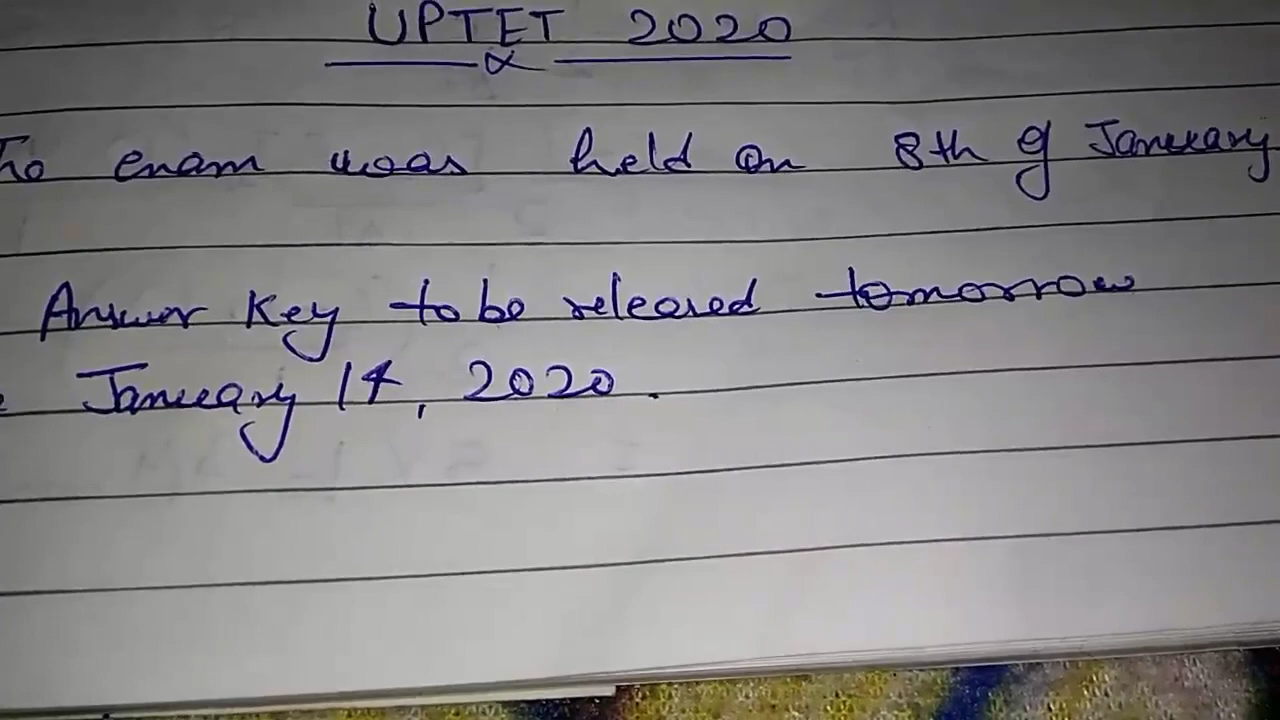 UPTET 2020
The exam was held on 8th of January
Answer Key to be released tomorrow
January 14, 2020.